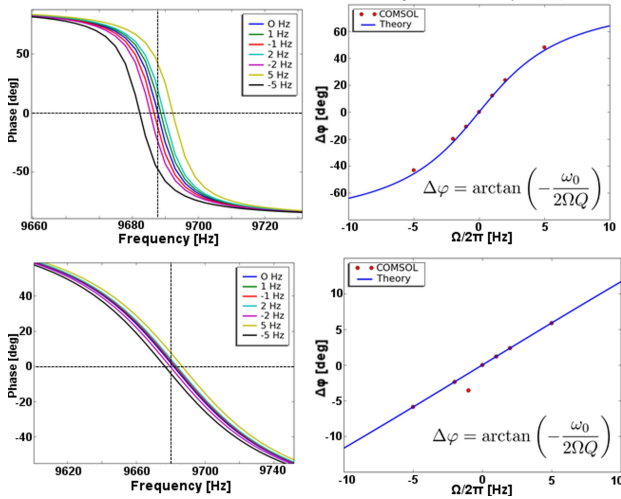 Phase [deg]
50
0
-50
9660
9680
9700
9720
Frequency [Hz]
0 Hz
1 Hz
-1 Hz
2 Hz
-2 Hz
5 Hz
-5 Hz
Δφ [deg]
60
40
20
0
-20
-40
-60
-10
-5
0
5
10
Ω/2π [Hz]
COMSOL
Theory
Δφ = arctan (-ω₀/2ΩQ)
Phase [deg]
40
20
0
-20
-40
9620
9660
9700
9740
Frequency [Hz]
0 Hz
1 Hz
-1 Hz
2 Hz
-2 Hz
5 Hz
-5 Hz
Δφ [deg]
10
5
0
-5
-10
-10
-5
0
5
10
Ω/2π [Hz]
COMSOL
Theory
Δφ = arctan (-ω₀/2ΩQ)